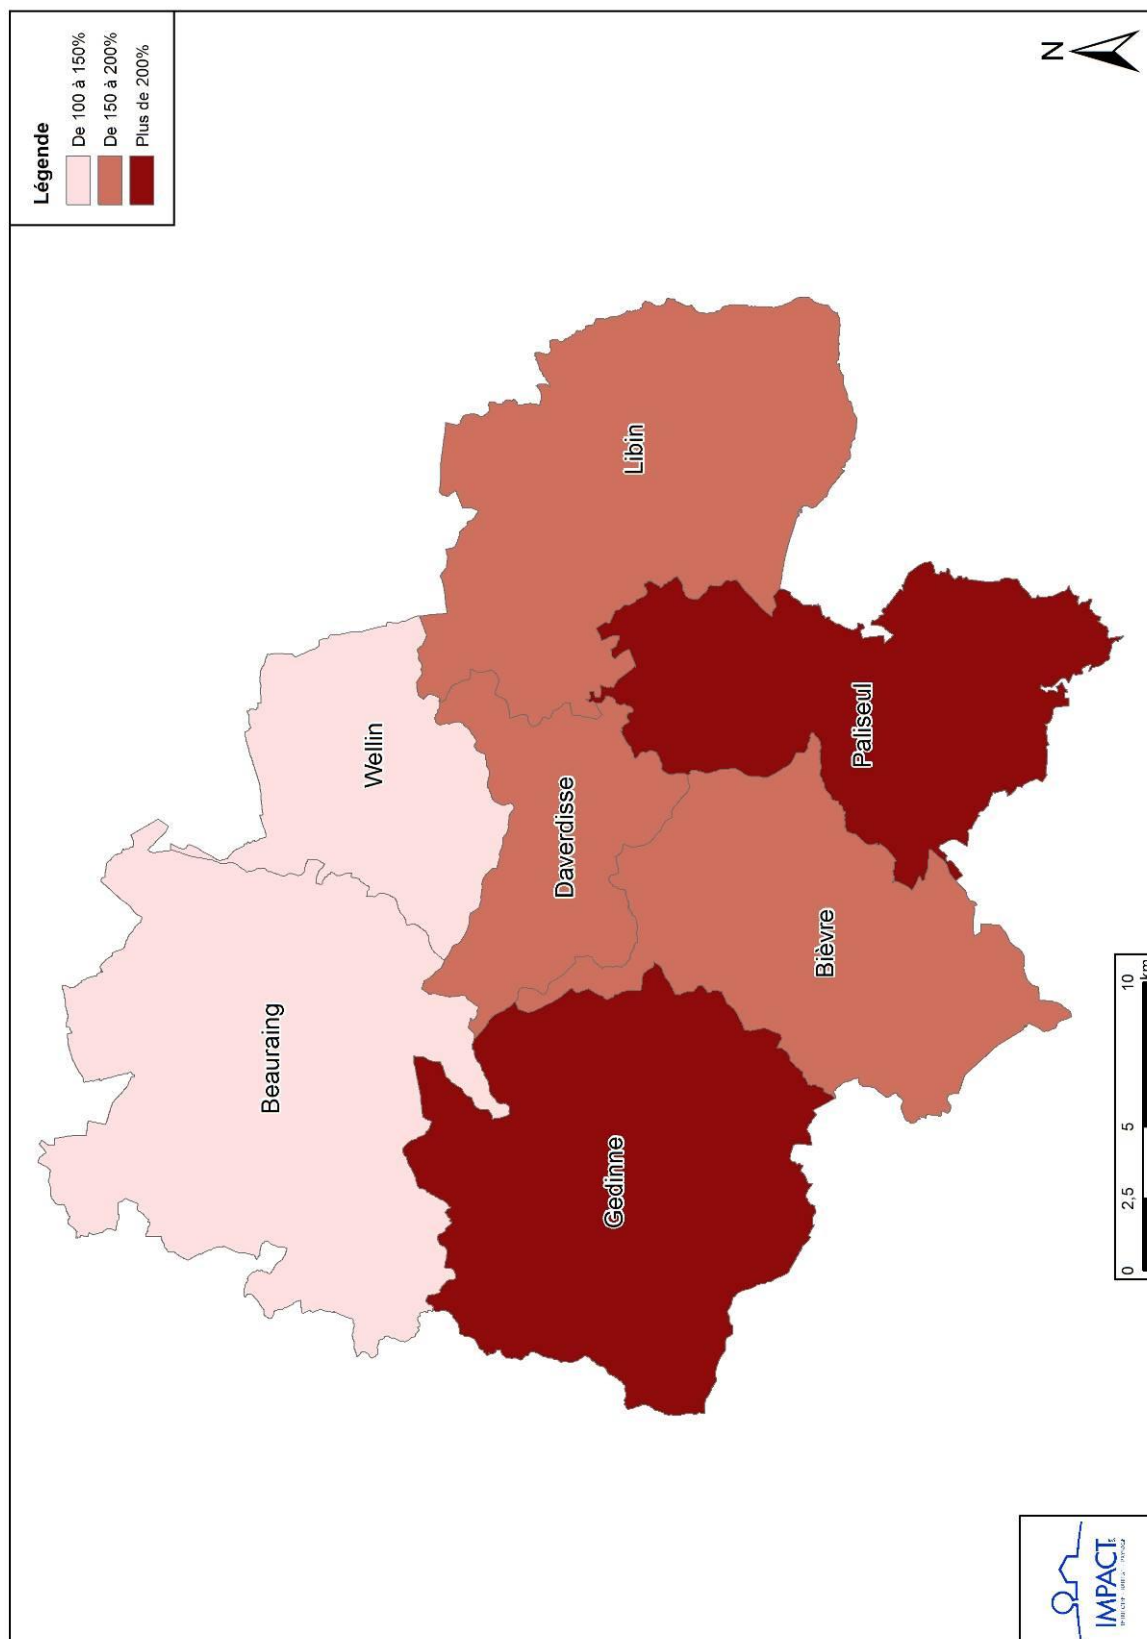 Légende
De 100 à 150%
De 150 à 200%
Plus de 200%
N
Beauraing
Wellin
Daverdisse
Libin
Gedinne
Bièvre
Paliseul
0 2,5 5 10
km
IMPACT